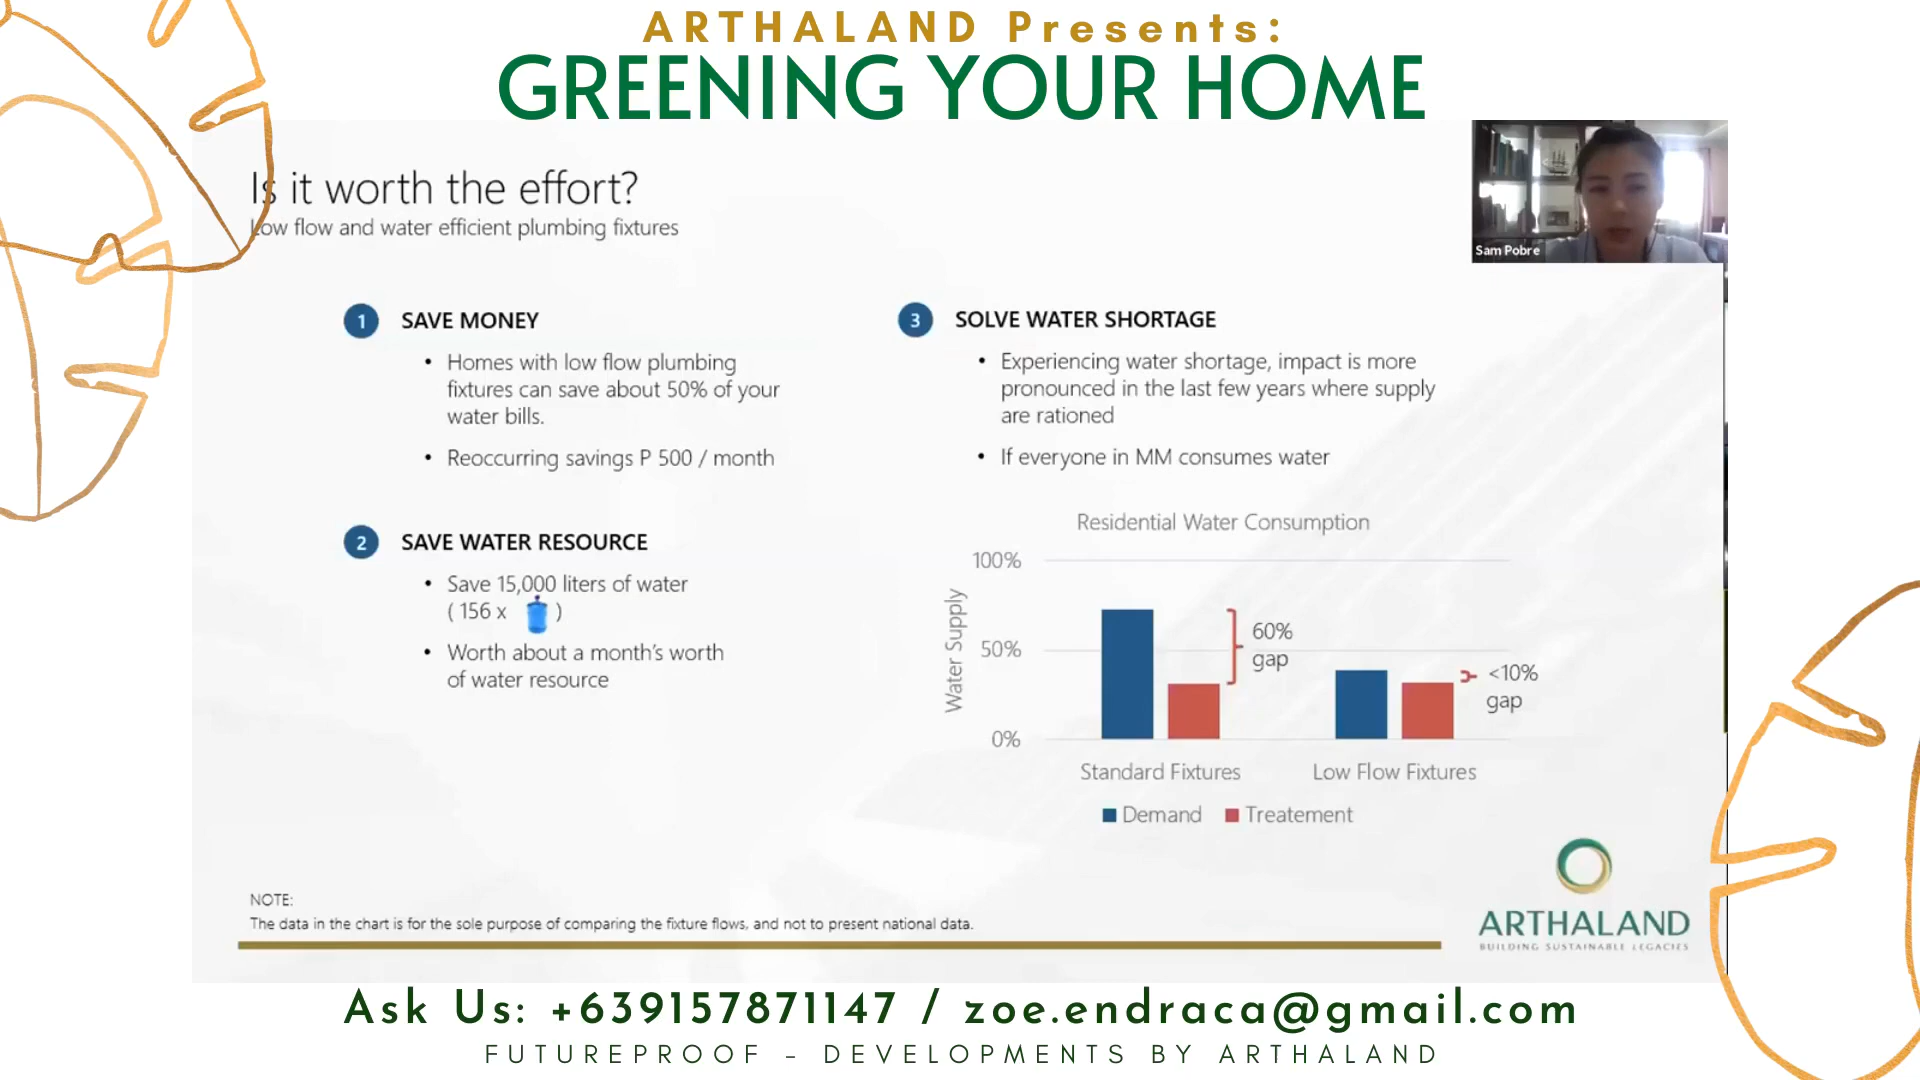 ARTHALAND Presents:
GREENING YOUR HOME
Is it worth the effort?
Low flow and water efficient plumbing fixtures
Sam Pobre
1 SAVE MONEY
• Homes with low flow plumbing
fixtures can save about 50% of your
water bills.
• Reoccurring savings P 500 / month
2 SAVE WATER RESOURCE
• Save 15,000 liters of water
( 156 x )
• Worth about a month's worth
of water resource
3 SOLVE WATER SHORTAGE
• Experiencing water shortage, impact is more
pronounced in the last few years where supply
are rationed
• If everyone in MM consumes water
Residential Water Consumption
Water Supply
100%
50%
0%
60%
gap
<10%
gap
Standard Fixtures
Low Flow Fixtures
Demand
Treatement
NOTE:
The data in the chart is for the sole purpose of comparing the fixture flows, and not to present national data.
ARTHALAND
BUILDING SUSTAINABLE LEGACIES
Ask Us: +639157871147 / zoe.endraca@gmail.com
FUTUREPROOF – DEVELOPMENTS BY ARTHALAND